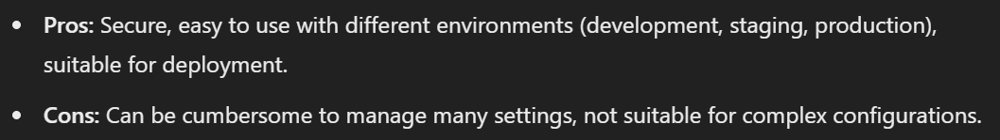 • Pros: Secure, easy to use with different environments (development, staging, production),
suitable for deployment.
• Cons: Can be cumbersome to manage many settings, not suitable for complex configurations.